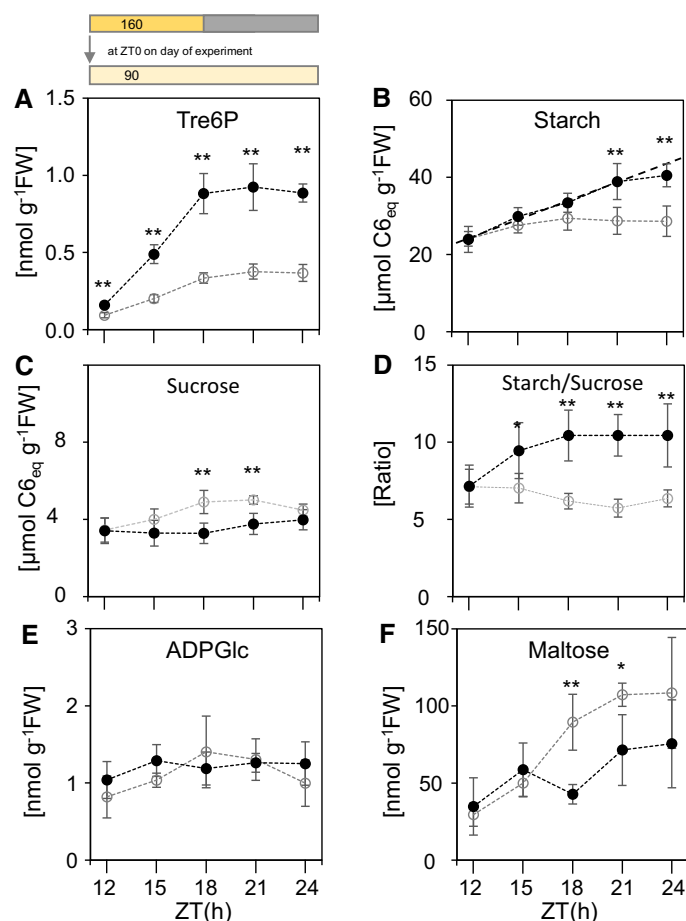 160
at ZT0 on day of experiment
90
A
Tre6P
[nmol g-1FW]
1.5
1.0
0.5
0.0
**
**
**
**
**
B
Starch
[µmol C6eq g-1FW]
60
40
20
0
**
**
C
Sucrose
[µmol C6eq g-1FW]
8
4
0
**
**
D
Starch/Sucrose
[Ratio]
15
10
5
0
*
**
**
**
E
ADPGlc
[nmol g-1FW]
3
2
1
0
12 15 18 21 24
ZT(h)
F
Maltose
[nmol g-1FW]
150
100
50
0
**
*
12 15 18 21 24
ZT(h)